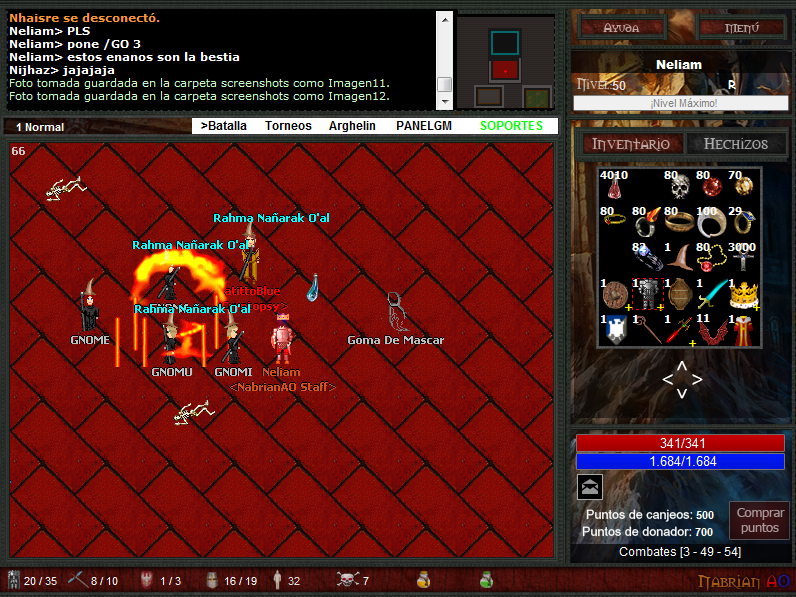 Nhaisre se desconectó.
Neliam> PLS
Neliam> pone /GO 3
Neliam> estos enanos son la bestia
Nijhaz> jajajaja
Foto tomada guardada en la carpeta screenshots como Imagen11.
Foto tomada guardada en la carpeta screenshots como Imagen12.
AYUDA MENÚ
Neliam
NIVEL 50 R
¡Nivel Máximo!
1 Normal >Batalla Torneos Arghelin PANELGM SOPORTES
INVENTARIO HECHIZOS
66
4010 80 80 70
80 80 80 100 29
82 1 80 3000
1 1 1 1 1
1 1 1 11 1
Rahma Nañarak O'al
Rahma Nañarak O'al
atittoBlue
Rahma Nañarak O'al
GNOME
GNOMU GNOMI Neliam
<NabrianAO Staff>
Goma De Mascar
341/341
1.684/1.684
Puntos de canjeos: 500
Puntos de donador: 700
Comprar puntos
Combates [3 - 49 - 54]
20 / 35 8 / 10 1 / 3 16 / 19 32 7
NABRIAN AO